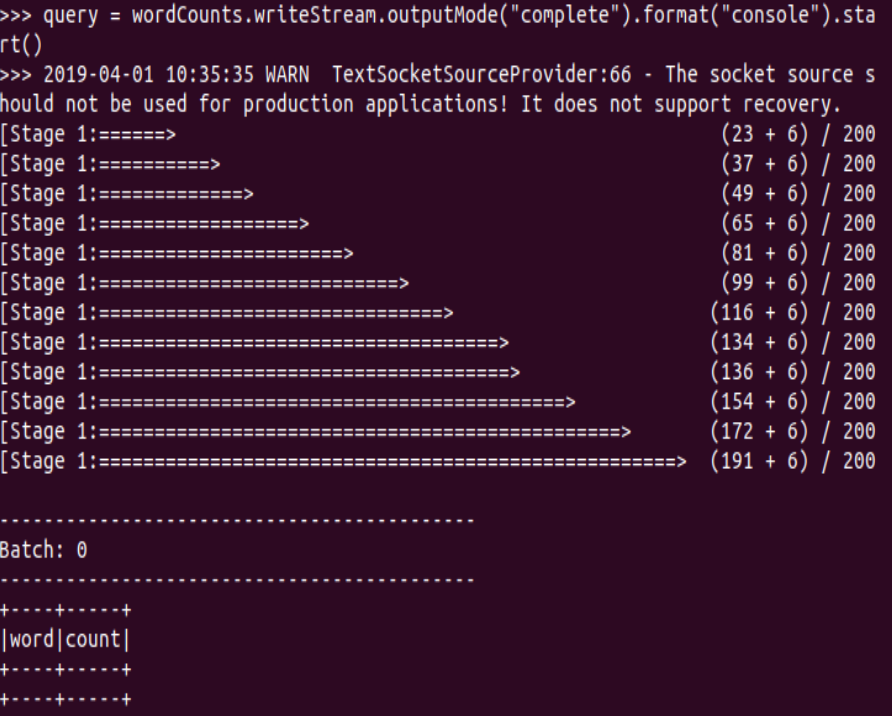 >>> query = wordCounts.writeStream.outputMode("complete").format("console").sta
rt()
>>> 2019-04-01 10:35:35 WARN  TextSocketSourceProvider:66 - The socket source s
hould not be used for production applications! It does not support recovery.
[Stage 1:======>                                                  (23 + 6) / 200
[Stage 1:==========>                                              (37 + 6) / 200
[Stage 1:=============>                                           (49 + 6) / 200
[Stage 1:==================>                                      (65 + 6) / 200
[Stage 1:======================>                                  (81 + 6) / 200
[Stage 1:===========================>                             (99 + 6) / 200
[Stage 1:===============================>                        (116 + 6) / 200
[Stage 1:====================================>                   (134 + 6) / 200
[Stage 1:=====================================>                  (136 + 6) / 200
[Stage 1:==========================================>             (154 + 6) / 200
[Stage 1:===============================================>        (172 + 6) / 200
[Stage 1:====================================================>   (191 + 6) / 200
-------------------------------------------
Batch: 0
-------------------------------------------
+----+-----+
|word|count|
+----+-----+
+----+-----+